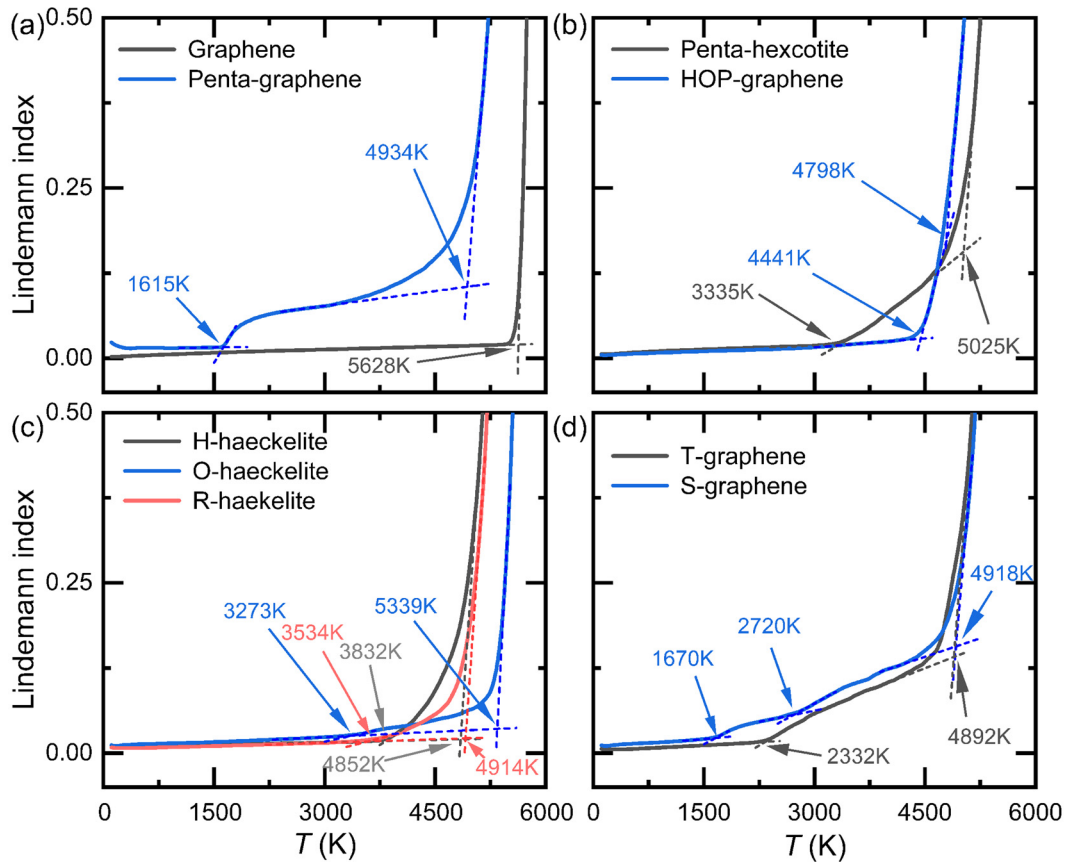 (a)
Graphene
Penta-graphene
0.50
0.25
0.00
Lindemann index
4934K
1615K
5628K
(b)
Penta-hexcotite
HOP-graphene
4798K
4441K
3335K
5025K
(c)
H-haeckelite
O-haeckelite
R-haekelite
0.50
0.25
0.00
Lindemann index
3273K
5339K
3534K
3832K
4852K
4914K
0
1500
3000
4500
6000
T (K)
(d)
T-graphene
S-graphene
4918K
2720K
1670K
4892K
2332K
0
1500
3000
4500
6000
T (K)